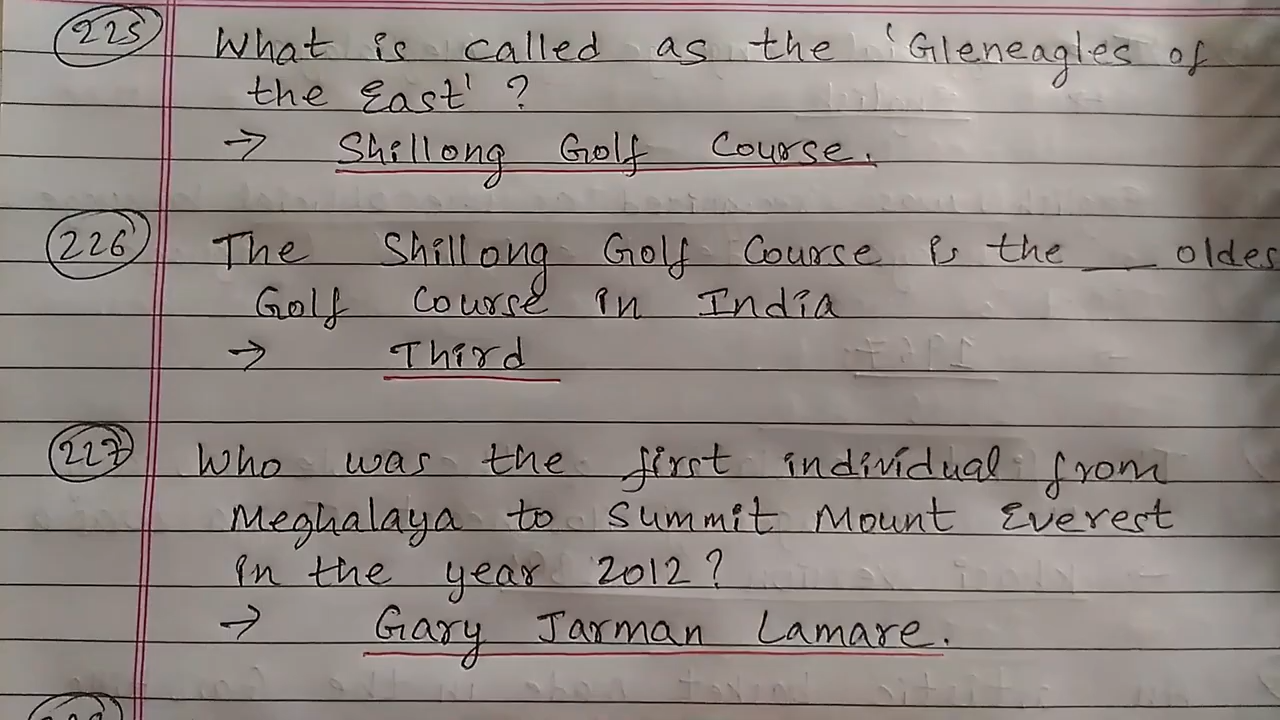 225 What is called as the 'Gleneagles of
the East' ?
→ Shillong Golf Course.
226 The Shillong Golf Course is the __ oldes
Golf Course in India
→ Third
227 Who was the first individual from
Meghalaya to Summit Mount Everest
in the year 2012?
→ Gary Jarman Lamare.